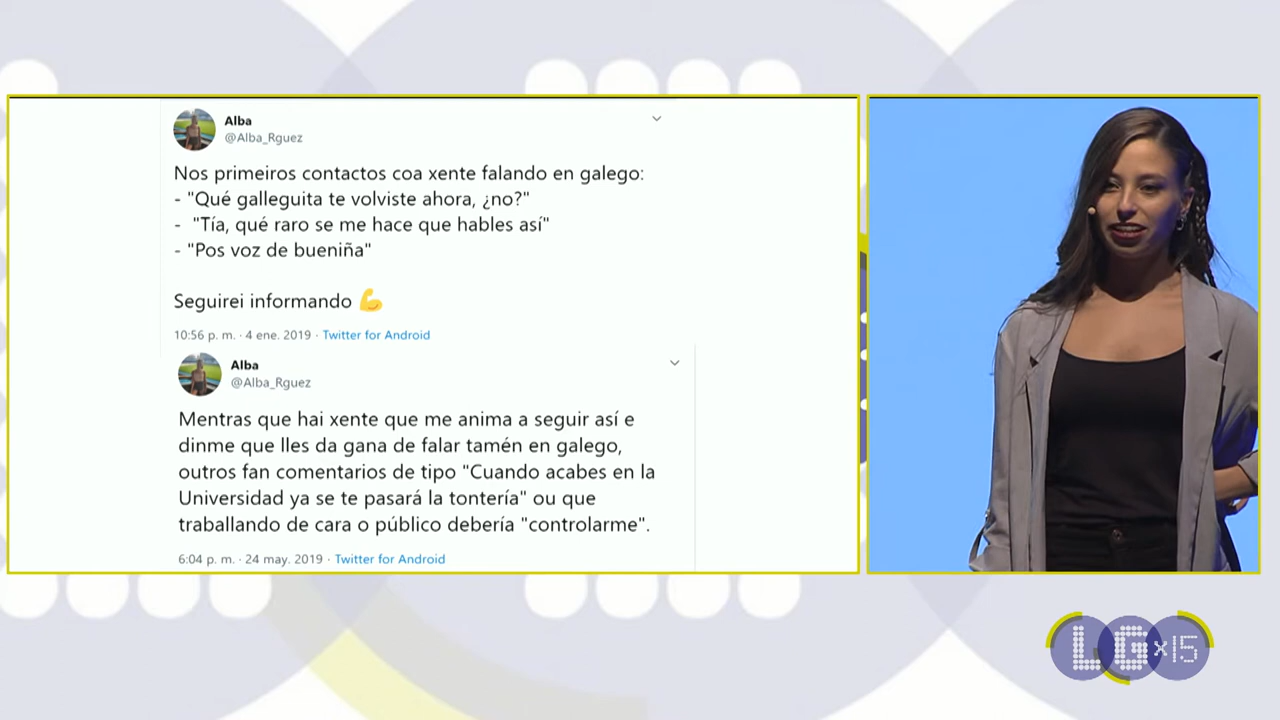 Alba
@Alba_Rguez
Nos primeiros contactos coa xente falando en galego:
- "Qué galleguita te volviste ahora, ¿no?"
- "Tía, qué raro se me hace que hables así"
- "Pos voz de bueniña"
Seguirei informando 💪
10:56 p. m. · 4 ene. 2019 · Twitter for Android
Alba
@Alba_Rguez
Mentras que hai xente que me anima a seguir así e
dinme que lles da gana de falar tamén en galego,
outros fan comentarios de tipo "Cuando acabes en la
Universidad ya se te pasará la tontería" ou que
traballando de cara o público debería "controlarme".
6:04 p. m. · 24 may. 2019 · Twitter for Android
LGx15